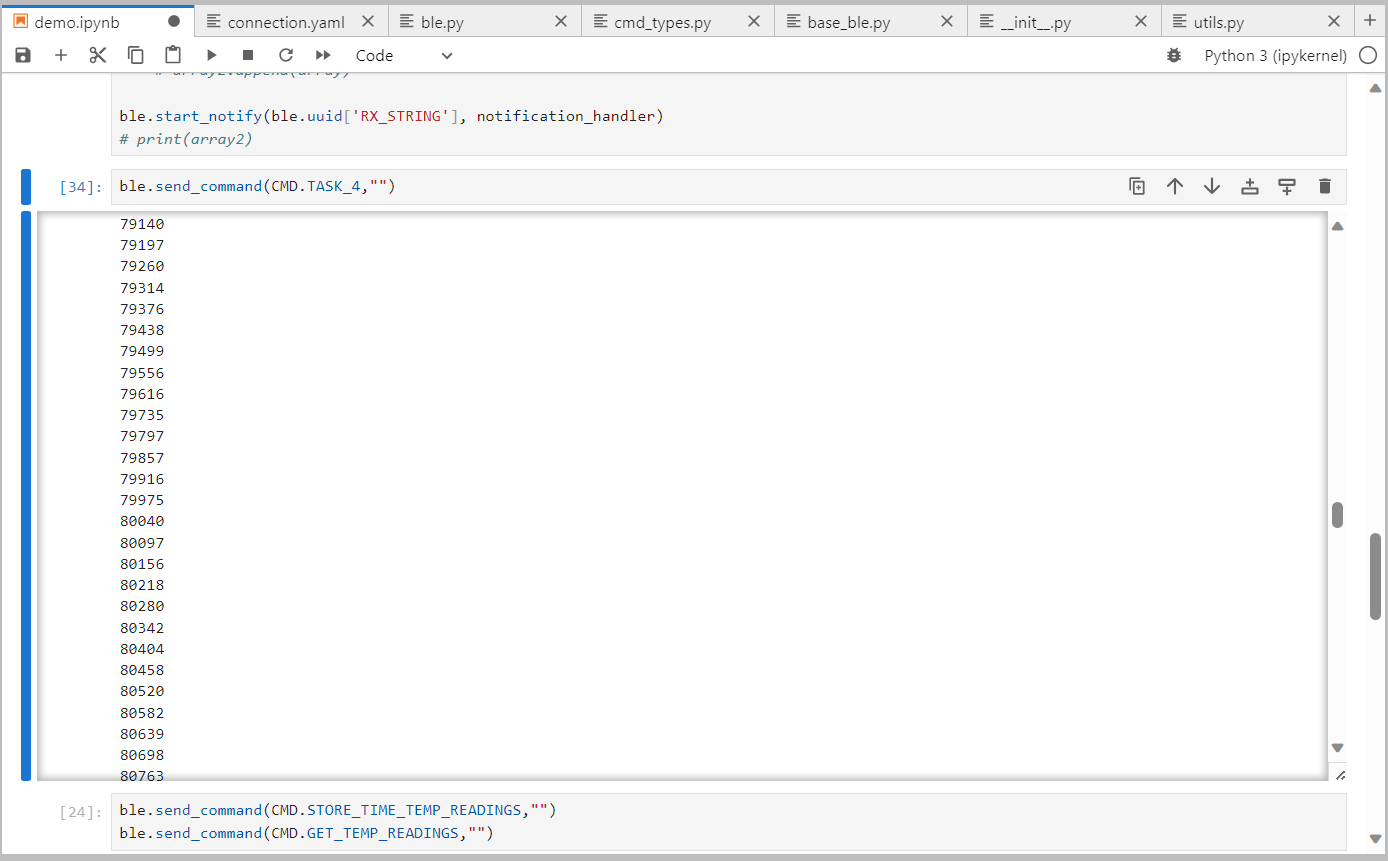 demo.ipynb
connection.yaml
ble.py
cmd_types.py
base_ble.py
__init__.py
utils.py
Code
Python 3 (ipykernel)
# array2.append(array)
ble.start_notify(ble.uuid['RX_STRING'], notification_handler)
# print(array2)
[34]:
ble.send_command(CMD.TASK_4,"")
79140
79197
79260
79314
79376
79438
79499
79556
79616
79735
79797
79857
79916
79975
80040
80097
80156
80218
80280
80342
80404
80458
80520
80582
80639
80698
80763
[24]:
ble.send_command(CMD.STORE_TIME_TEMP_READINGS,"")
ble.send_command(CMD.GET_TEMP_READINGS,"")